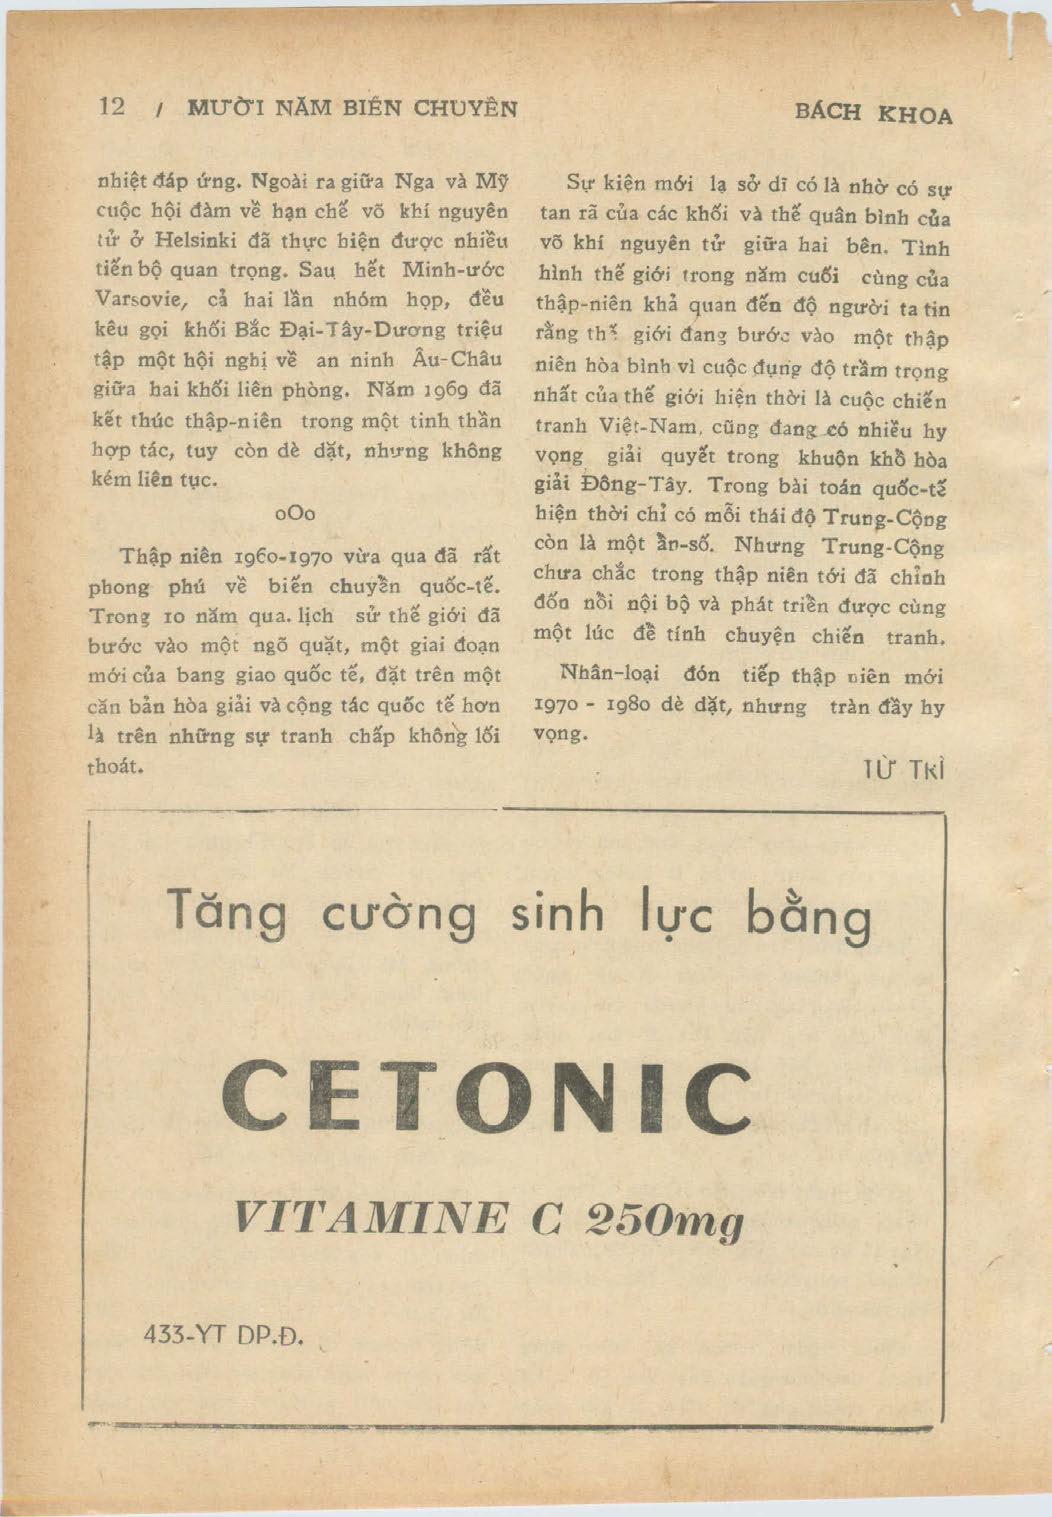 12 / MƯỜI NĂM BIẾN CHUYỂN
BÁCH KHOA
nhiệt đáp ứng. Ngoài ra giữa Nga và Mỹ
cuộc hội đàm về hạn chế võ khí nguyên
tử ở Helsinki đã thực hiện được nhiều
tiến bộ quan trọng. Sau hết Minh-ước
Varsovie, cả hai lần nhóm họp, đều
kêu gọi khối Bắc Đại-Tây-Dương triệu
tập một hội nghị về an ninh Âu-Châu
giữa hai khối liên phòng. Năm 1969 đã
kết thúc thập-niên trong một tinh thần
hợp tác, tuy còn dè dặt, nhưng không
kém liên tục.
oOo
Thập niên 1960-1970 vừa qua đã rất
phong phú về biến chuyển quốc-tế.
Trong 10 năm qua. lịch sử thế giới đã
bước vào một ngõ quặt, một giai đoạn
mới của bang giao quốc tế, đặt trên một
căn bản hòa giải và cộng tác quốc tế hơn
là trên những sự tranh chấp không lối
thoát.
Sự kiện mới lạ sở dĩ có là nhờ có sự
tan rã của các khối và thế quân bình của
võ khí nguyên tử giữa hai bên. Tình
hình thế giới trong năm cuối cùng của
thập-niên khả quan đến độ người ta tin
rằng thế giới đang bước vào một thập
niên hòa bình vì cuộc đụng độ trầm trọng
nhất của thế giới hiện thời là cuộc chiến
tranh Việt-Nam, cũng đang có nhiều hy
vọng giải quyết trong khuôn khổ hòa
giải Đông-Tây. Trong bài toán quốc-tế
hiện thời chỉ có mỗi thái độ Trung-Cộng
còn là một ẩn-số. Nhưng Trung-Cộng
chưa chắc trong thập niên tới đã chỉnh
đốn nổi nội bộ và phát triển được cùng
một lúc để tính chuyện chiến tranh.
Nhân-loại đón tiếp thập niên mới
1970 - 1980 dè dặt, nhưng tràn đầy hy
vọng.
TỪ TRÌ
Tăng cường sinh lực bằng
CETONIC
VITAMINE C 250mg
433-YT DP.Đ.